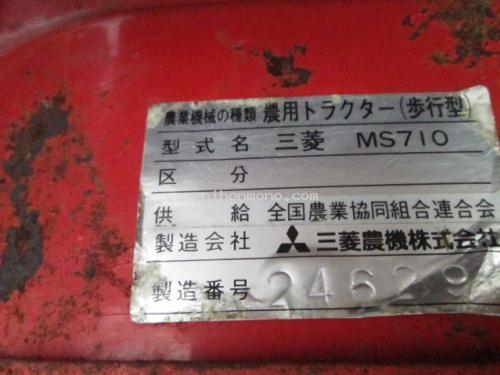 農業機械の種類 農用トラクター(歩行型)
型式名 三菱 MS710
区分
nihonmono.com
供給 全国農業協同組合連合会
製造会社 三菱農機株式会社
製造番号 24629